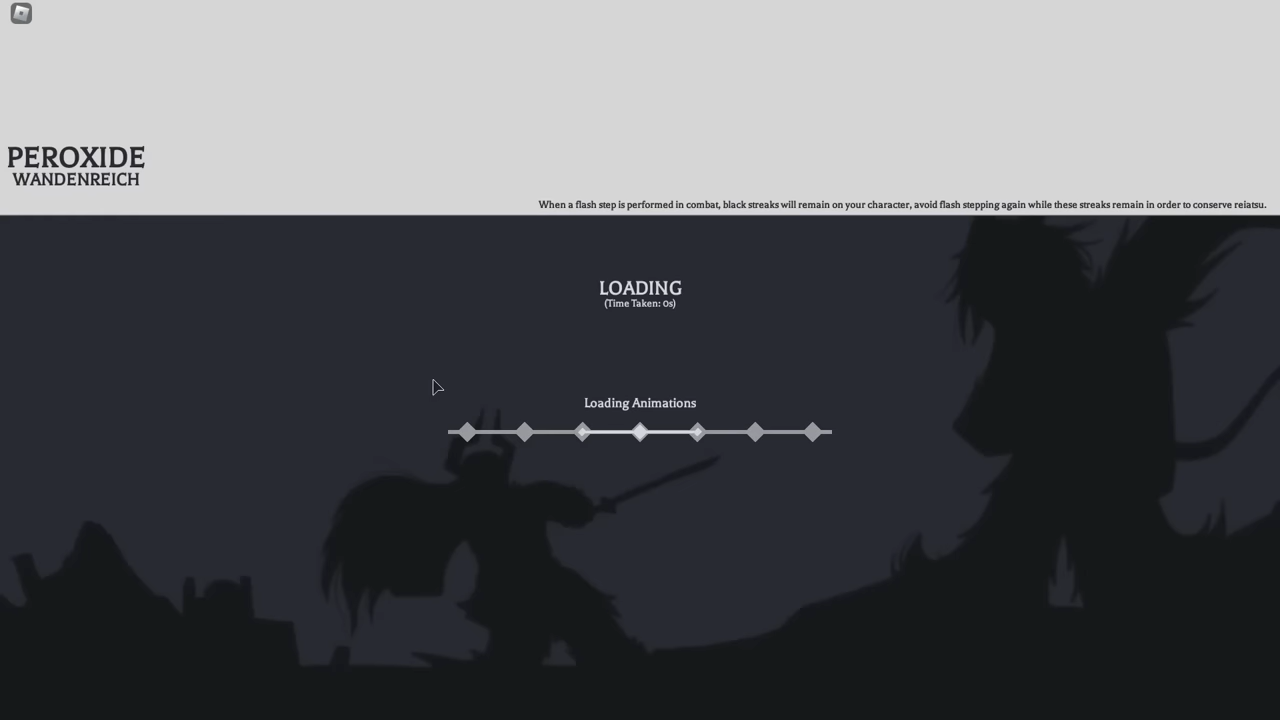 PEROXIDE
WANDENREICH
When a flash step is performed in combat, black streaks will remain on your character, avoid flash stepping again while these streaks remain in order to conserve reiatsu.
LOADING
(Time Taken: 0s)
Loading Animations